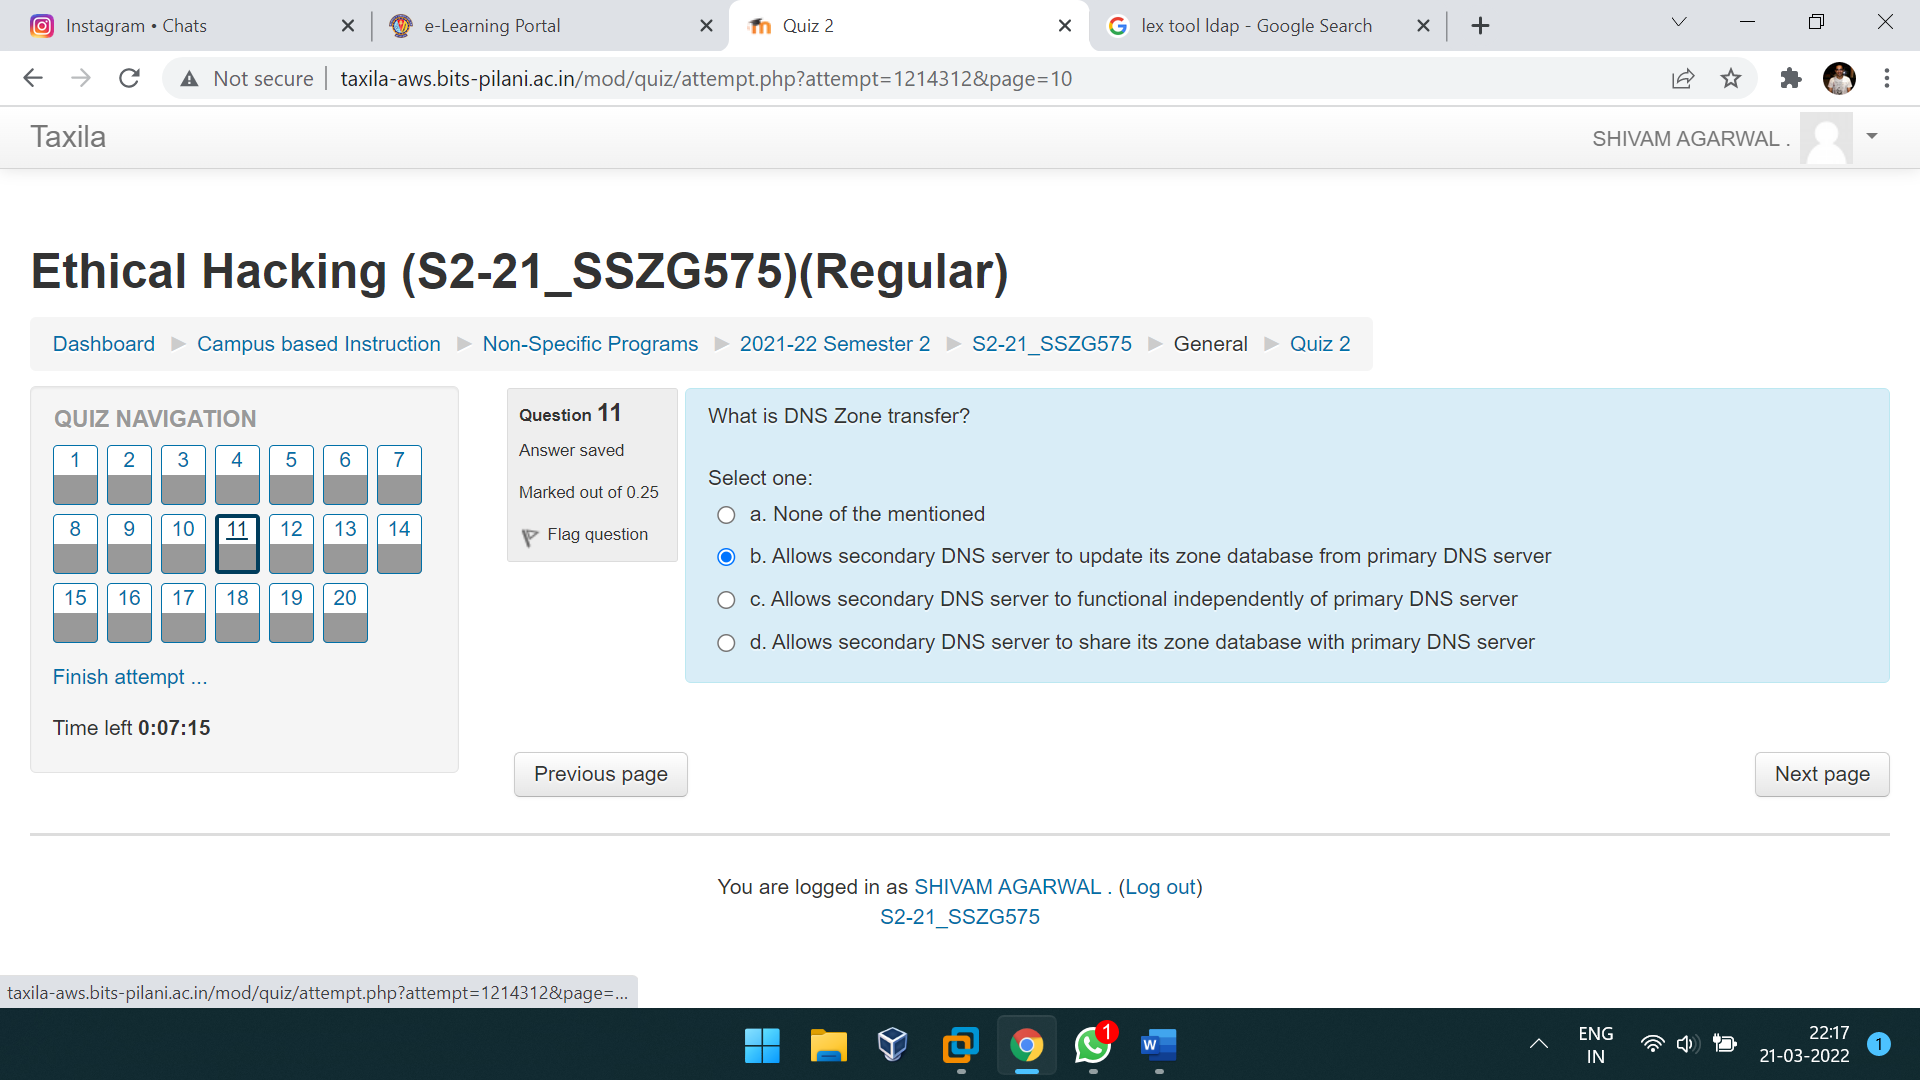 Instagram • Chats
e-Learning Portal
Quiz 2
lex tool ldap - Google Search
Not secure
taxila-aws.bits-pilani.ac.in/mod/quiz/attempt.php?attempt=1214312&page=10
Taxila
SHIVAM AGARWAL .
Ethical Hacking (S2-21_SSZG575)(Regular)
Dashboard ► Campus based Instruction ► Non-Specific Programs ► 2021-22 Semester 2 ► S2-21_SSZG575 ► General ► Quiz 2
QUIZ NAVIGATION
1 2 3 4 5 6 7
8 9 10 11 12 13 14
15 16 17 18 19 20
Finish attempt ...
Time left 0:07:15
Question 11
Answer saved
Marked out of 0.25
Flag question
What is DNS Zone transfer?
Select one:
a. None of the mentioned
b. Allows secondary DNS server to update its zone database from primary DNS server
c. Allows secondary DNS server to functional independently of primary DNS server
d. Allows secondary DNS server to share its zone database with primary DNS server
Previous page
Next page
You are logged in as SHIVAM AGARWAL . (Log out)
S2-21_SSZG575
taxila-aws.bits-pilani.ac.in/mod/quiz/attempt.php?attempt=1214312&page=...
1
W
ENG
IN
22:17
21-03-2022
1